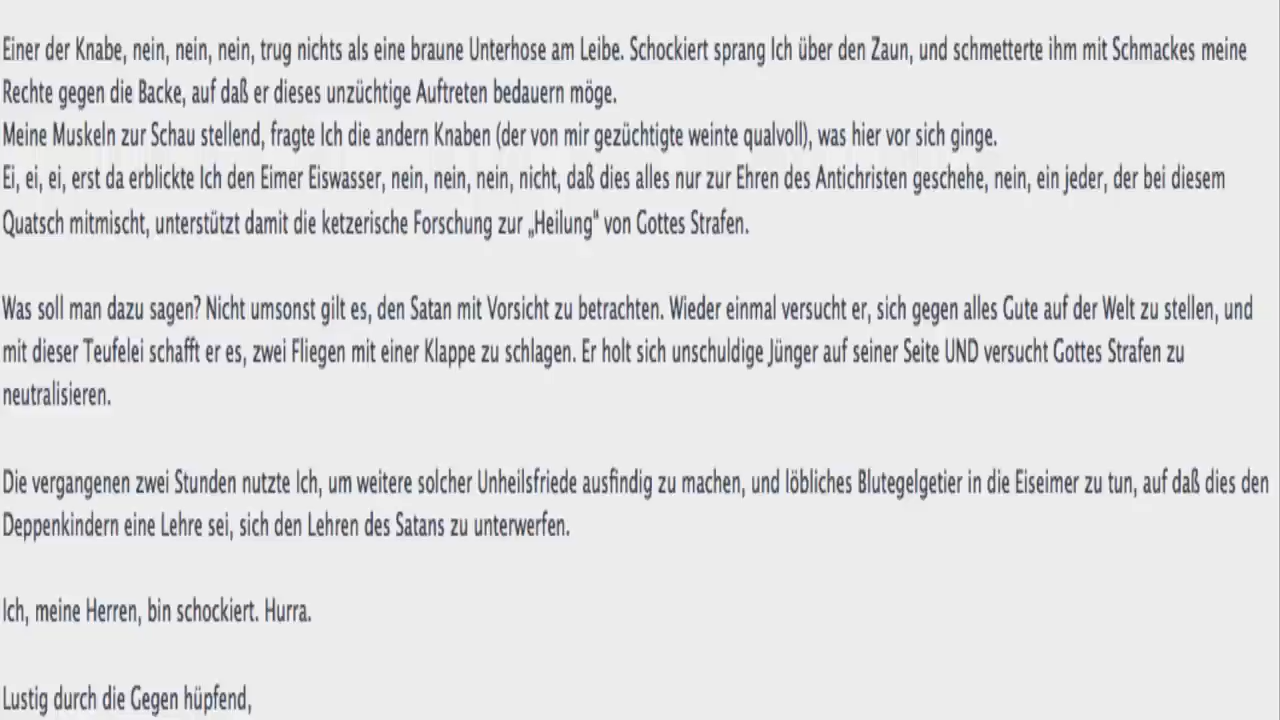 Einer der Knabe, nein, nein, nein, trug nichts als eine braune Unterhose am Leibe. Schockiert sprang Ich über den Zaun, und schmetterte ihm mit Schmackes meine
Rechte gegen die Backe, auf daß er dieses unzüchtige Auftreten bedauern möge.
Meine Muskeln zur Schau stellend, fragte Ich die andern Knaben (der von mir gezüchtigte weinte qualvoll), was hier vor sich ginge.
Ei, ei, ei, erst da erblickte Ich den Eimer Eiswasser, nein, nein, nein, nicht, daß dies alles nur zur Ehren des Antichristen geschehe, nein, ein jeder, der bei diesem
Quatsch mitmischt, unterstützt damit die ketzerische Forschung zur „Heilung" von Gottes Strafen.
Was soll man dazu sagen? Nicht umsonst gilt es, den Satan mit Vorsicht zu betrachten. Wieder einmal versucht er, sich gegen alles Gute auf der Welt zu stellen, und
mit dieser Teufelei schafft er es, zwei Fliegen mit einer Klappe zu schlagen. Er holt sich unschuldige Jünger auf seiner Seite UND versucht Gottes Strafen zu
neutralisieren.
Die vergangenen zwei Stunden nutzte Ich, um weitere solcher Unheilsfriede ausfindig zu machen, und löbliches Blutegelgetier in die Eiseimer zu tun, auf daß dies den
Deppenkindern eine Lehre sei, sich den Lehren des Satans zu unterwerfen.
Ich, meine Herren, bin schockiert. Hurra.
Lustig durch die Gegen hüpfend,